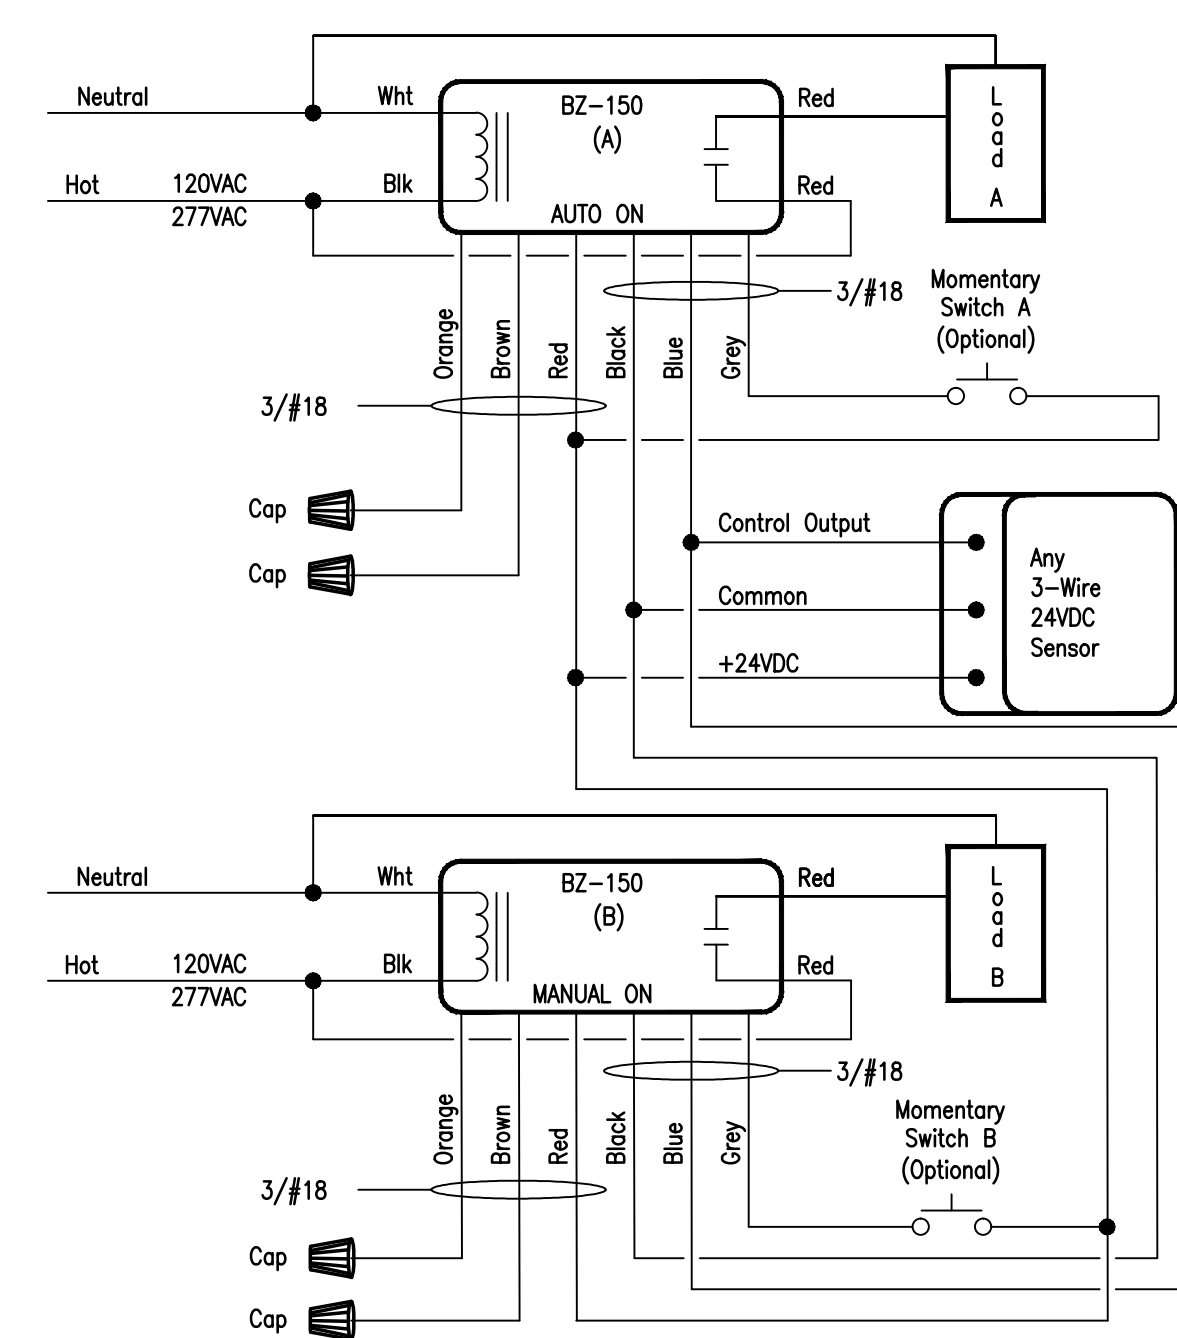 Neutral
Wht
BZ-150
(A)
Red
Load A
Hot
120VAC
277VAC
Blk
Red
AUTO ON
3/#18
Momentary
Switch A
(Optional)
Orange
Brown
Red
Black
Blue
Grey
3/#18
Cap
Control Output
Any
3-Wire
24VDC
Sensor
Cap
Common
+24VDC
Neutral
Wht
BZ-150
(B)
Red
Load B
Hot
120VAC
277VAC
Blk
Red
MANUAL ON
3/#18
Momentary
Switch B
(Optional)
Orange
Brown
Red
Black
Blue
Grey
3/#18
Cap
Cap